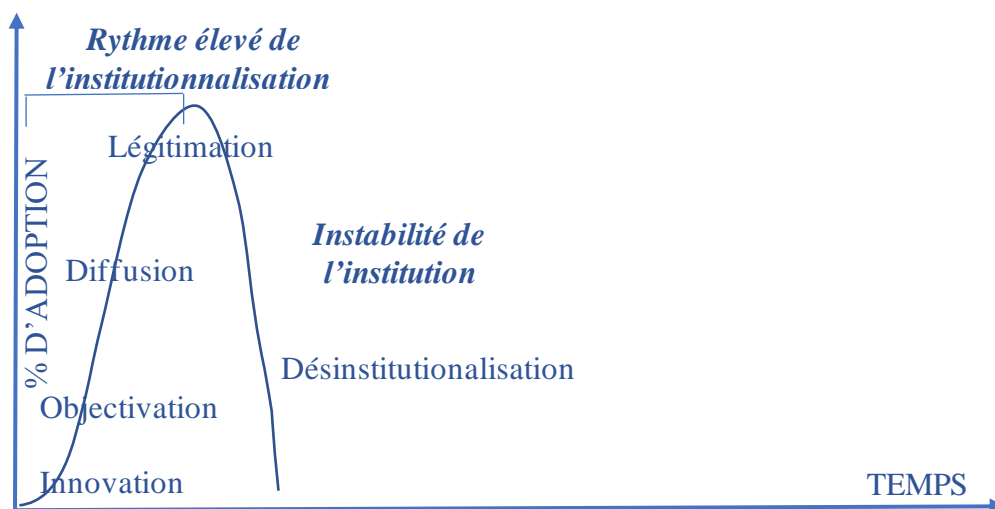 Rythme élevé de
l’institutionnalisation
Légitimation
% D’ADOPTION
Instabilité de
l’institution
Diffusion
Désinstitutionalisation
Objectivation
Innovation
TEMPS